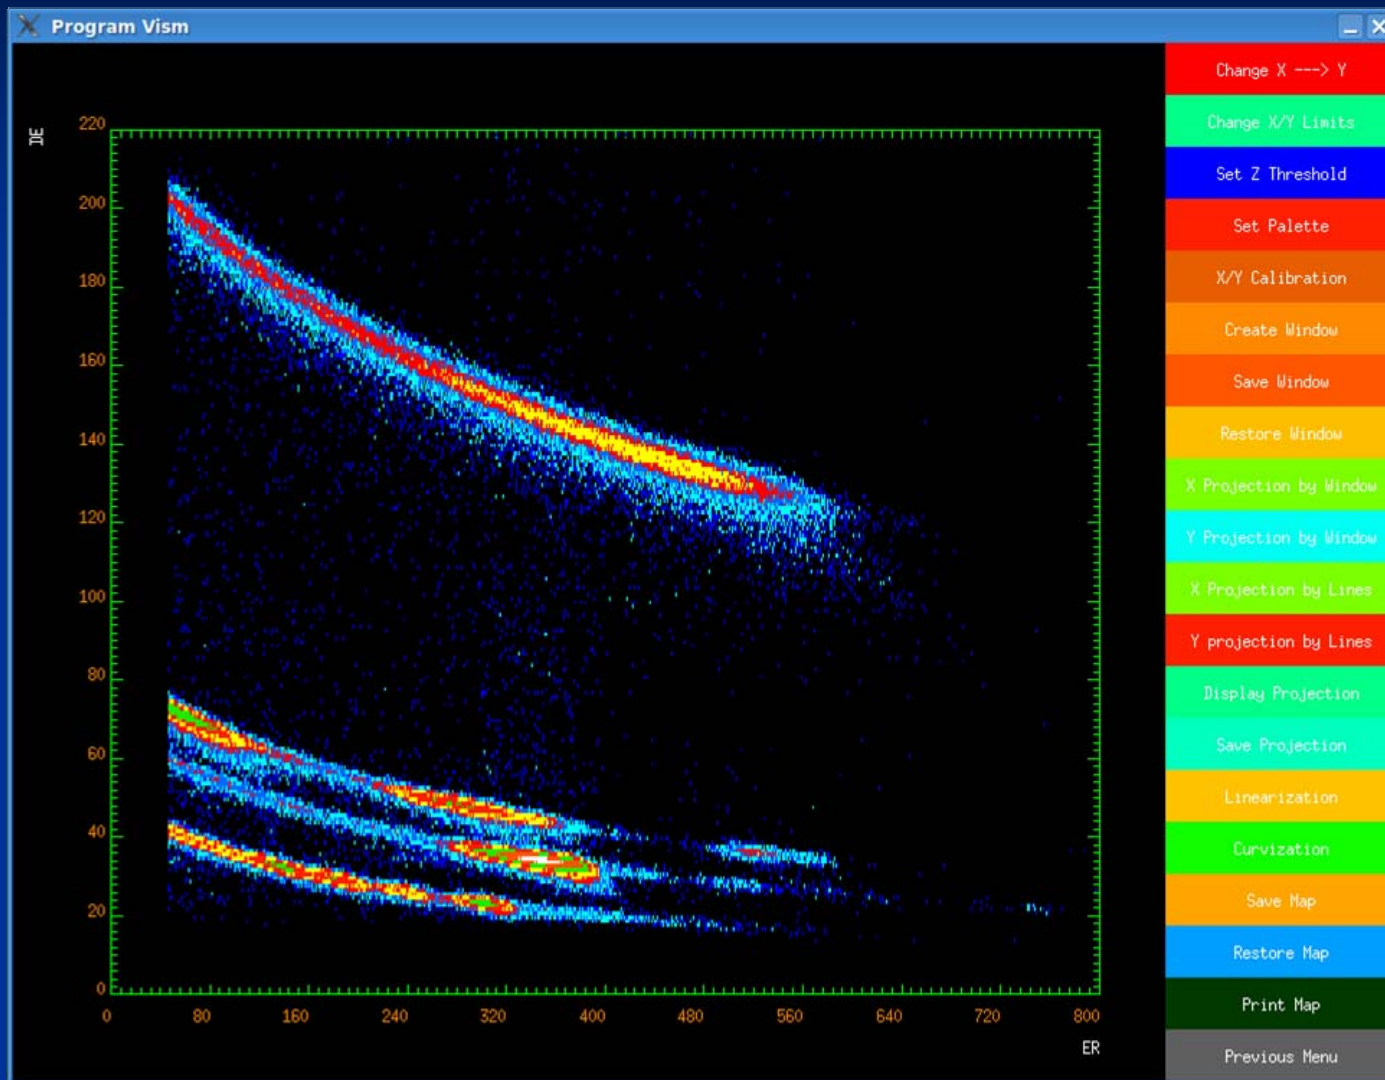 Program Vism
DE
220
200
180
160
140
120
100
80
60
40
20
0
0 80 160 240 320 400 480 560 640 720 800
ER
Change X ---> Y
Change X/Y Limits
Set Z Threshold
Set Palette
X/Y Calibration
Create Window
Save Window
Restore Window
X Projection by Window
Y Projection by Window
X Projection by Lines
Y projection by Lines
Display Projection
Save Projection
Linearization
Curvization
Save Map
Restore Map
Print Map
Previous Menu